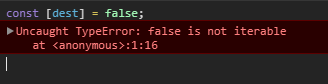 const [dest] = false;
Uncaught TypeError: false is not iterable
at <anonymous>:1:16